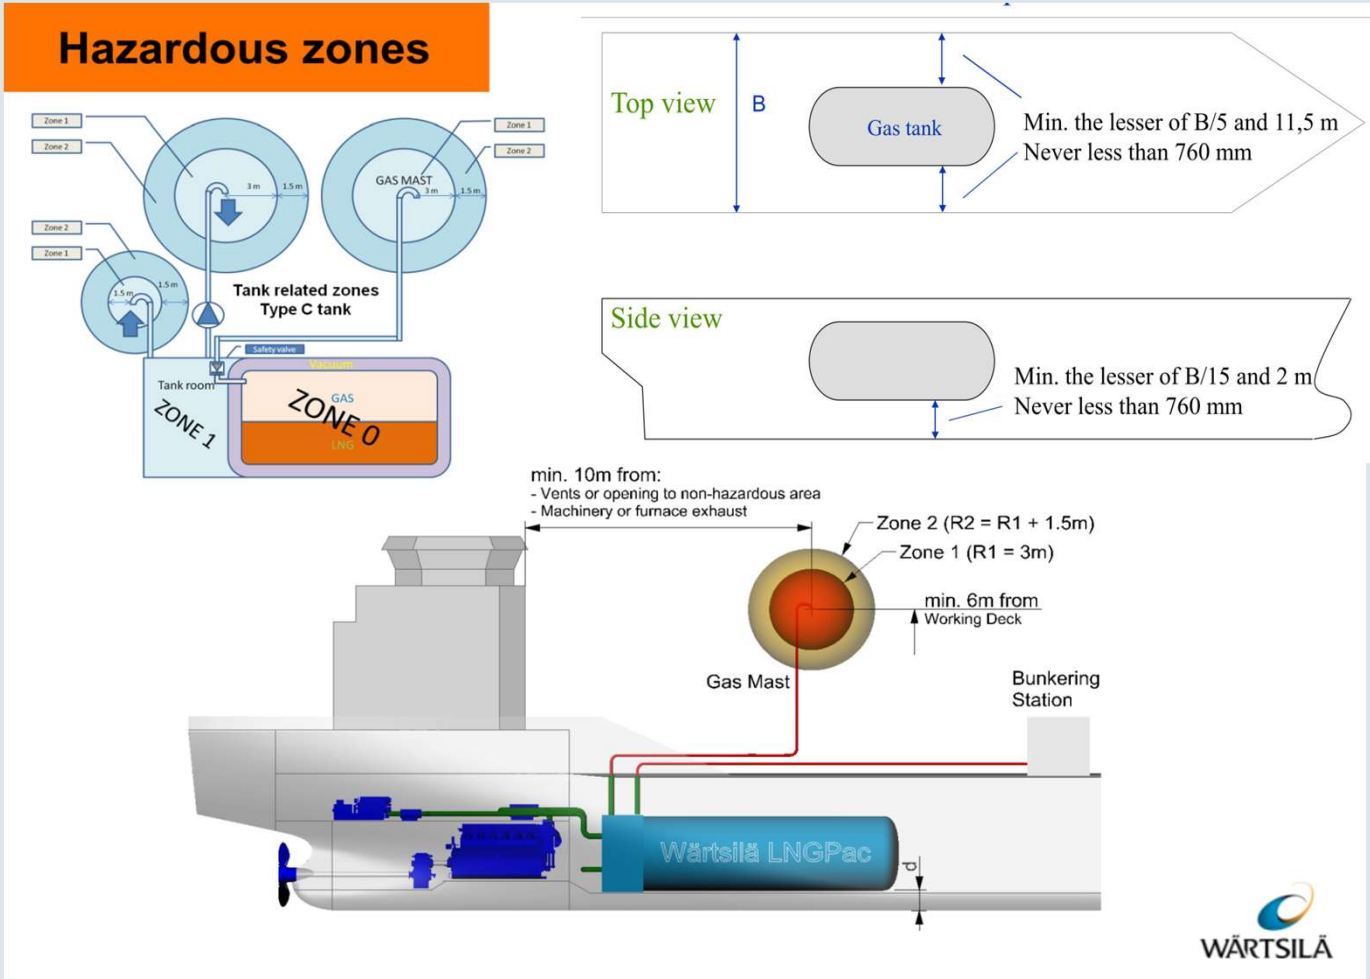 Hazardous zones
Zone 1
Zone 2
Zone 1
Zone 2
GAS MAST
3 m
1.5 m
3 m
1.5 m
Zone 2
Zone 1
1.5 m
1.5 m
Tank related zones
Type C tank
Safety valve
Vacuum
Tank room
ZONE 1
GAS
ZONE 0
LNG
Top view
B
Gas tank
Min. the lesser of B/5 and 11,5 m
Never less than 760 mm
Side view
Min. the lesser of B/15 and 2 m
Never less than 760 mm
min. 10m from:
- Vents or opening to non-hazardous area
- Machinery or furnace exhaust
Zone 2 (R2 = R1 + 1.5m)
Zone 1 (R1 = 3m)
min. 6m from
Working Deck
Gas Mast
Bunkering
Station
Wärtsilä LNGPac
d
WÄRTSILÄ